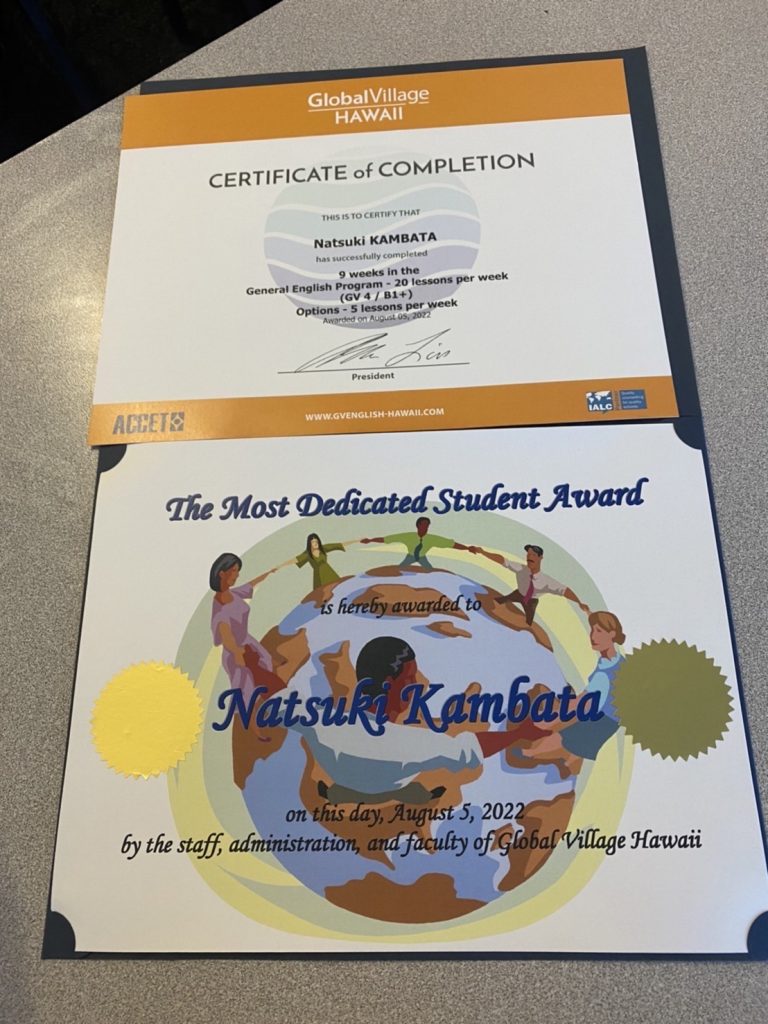 GlobalVillage
HAWAII
CERTIFICATE of COMPLETION
THIS IS TO CERTIFY THAT
Natsuki KAMBATA
has successfully completed
9 weeks in the
General English Program - 20 lessons per week
(GV 4 / B1+)
Options - 5 lessons per week
Awarded on August 05, 2022
President
ACCET
WWW.GVENGLISH-HAWAII.COM
IALC
The Most Dedicated Student Award
is hereby awarded to
Natsuki Kambata
on this day, August 5, 2022
by the staff, administration, and faculty of Global Village Hawaii